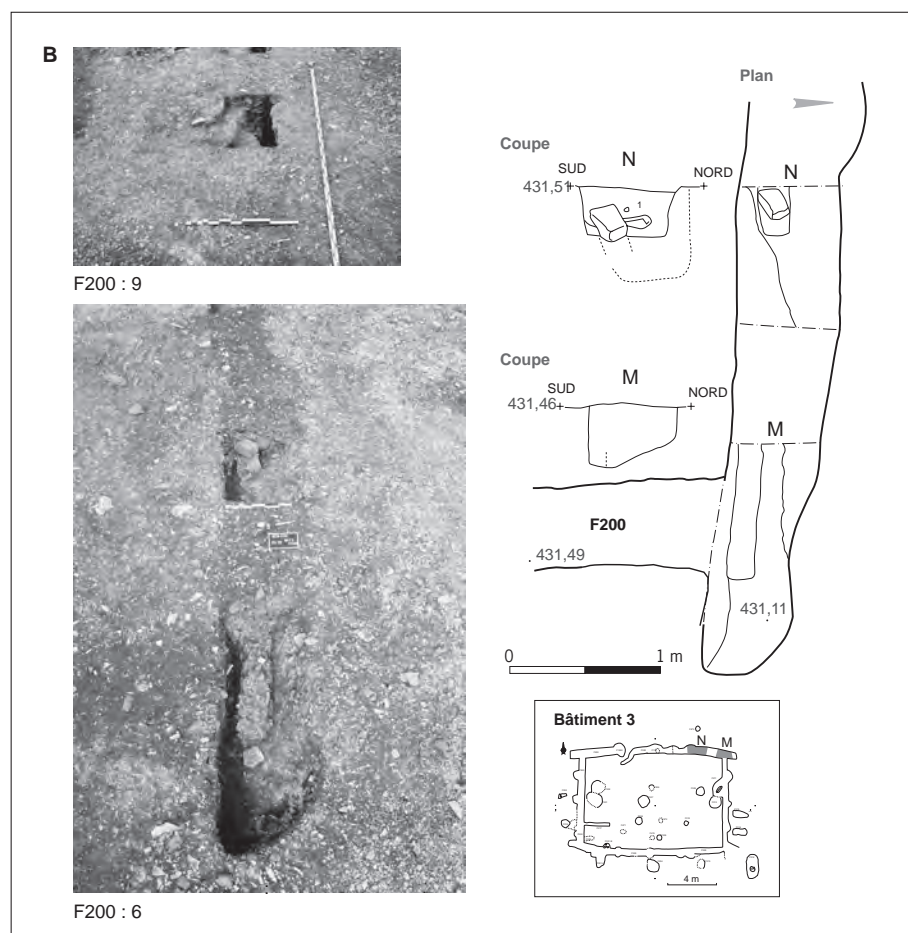 B
F200 : 9
F200 : 6
Plan
Coupe
N
SUD
NORD
431,51
1
N
Coupe
M
SUD
NORD
431,46
M
F200
431,49
431,11
0
1 m
Bâtiment 3
N
M
4 m